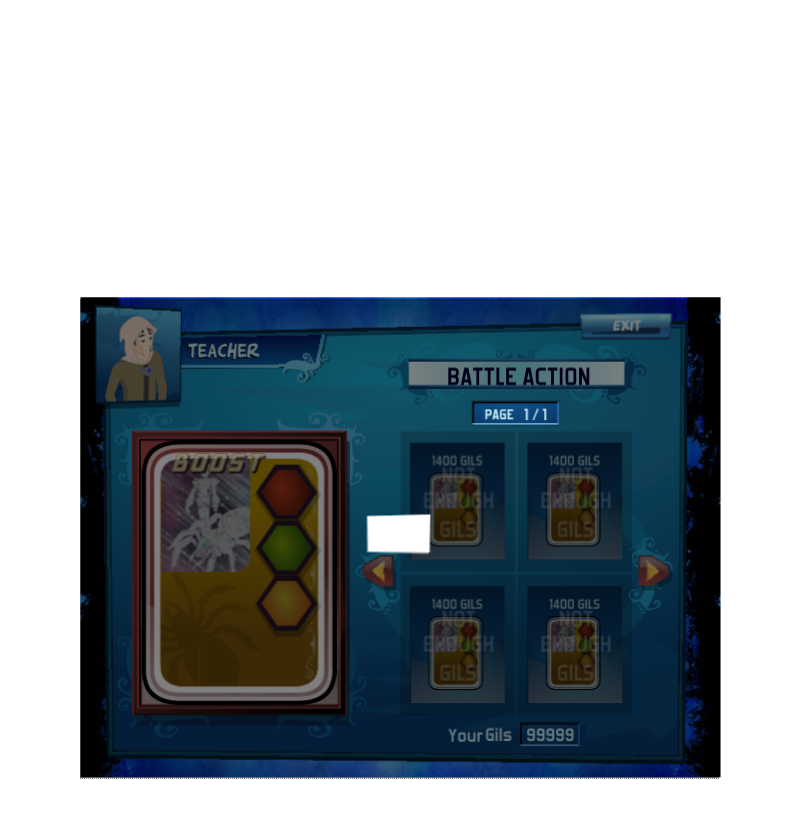 EXIT
TEACHER
BATTLE ACTION
PAGE 1/1
BOOST
1400 GILS
NOT
ENOUGH
GILS
1400 GILS
NOT
ENOUGH
GILS
1400 GILS
NOT
ENOUGH
GILS
1400 GILS
NOT
ENOUGH
GILS
Your Gils 99999